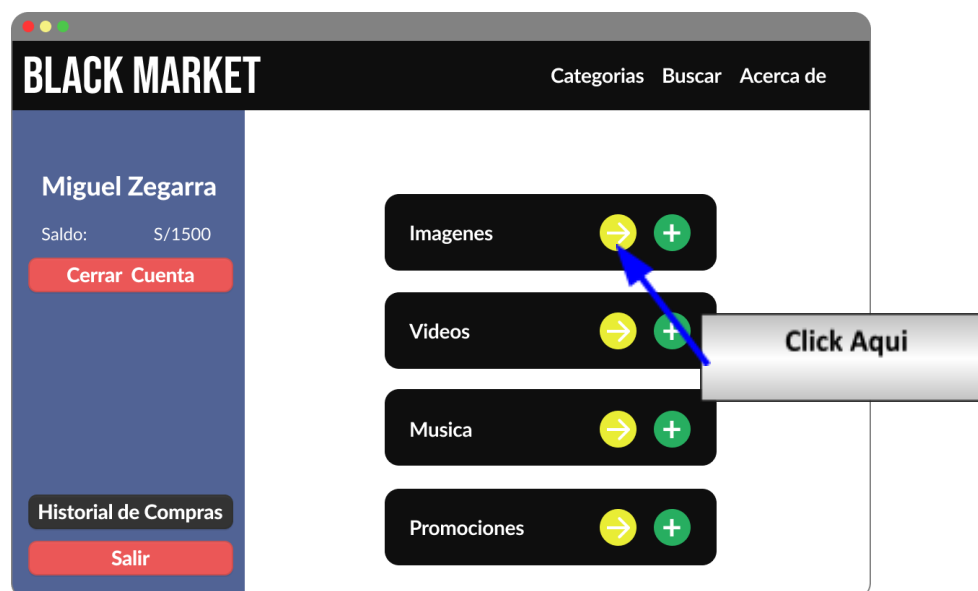 BLACK MARKET
Categorias Buscar Acerca de
Miguel Zegarra
Saldo: S/1500
Cerrar Cuenta
Historial de Compras
Salir
Imagenes
Videos
Musica
Promociones
Click Aqui